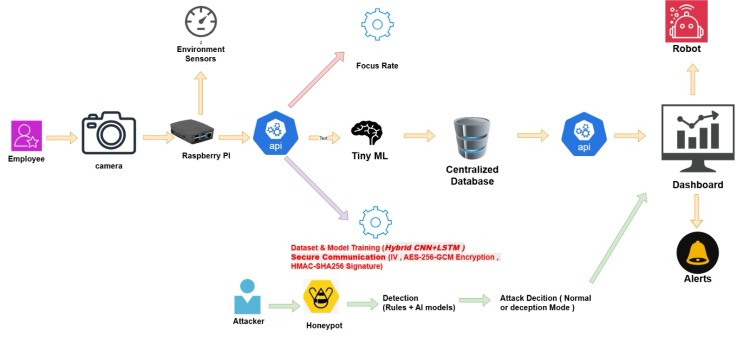 Robot
2
Environment
Sensors
Focus Rate
Employee
camera
Raspberry PI
api
Text
Tiny ML
Centralized
Database
api
Dashboard
Dataset & Model Training (Hybrid CNN+LSTM )
Secure Communication (IV , AES-256-GCM Encryption ,
HMAC-SHA256 Signature)
Alerts
Attacker
Honeypot
Detection
(Rules + AI models)
Attack Decition ( Normal
or deception Mode )